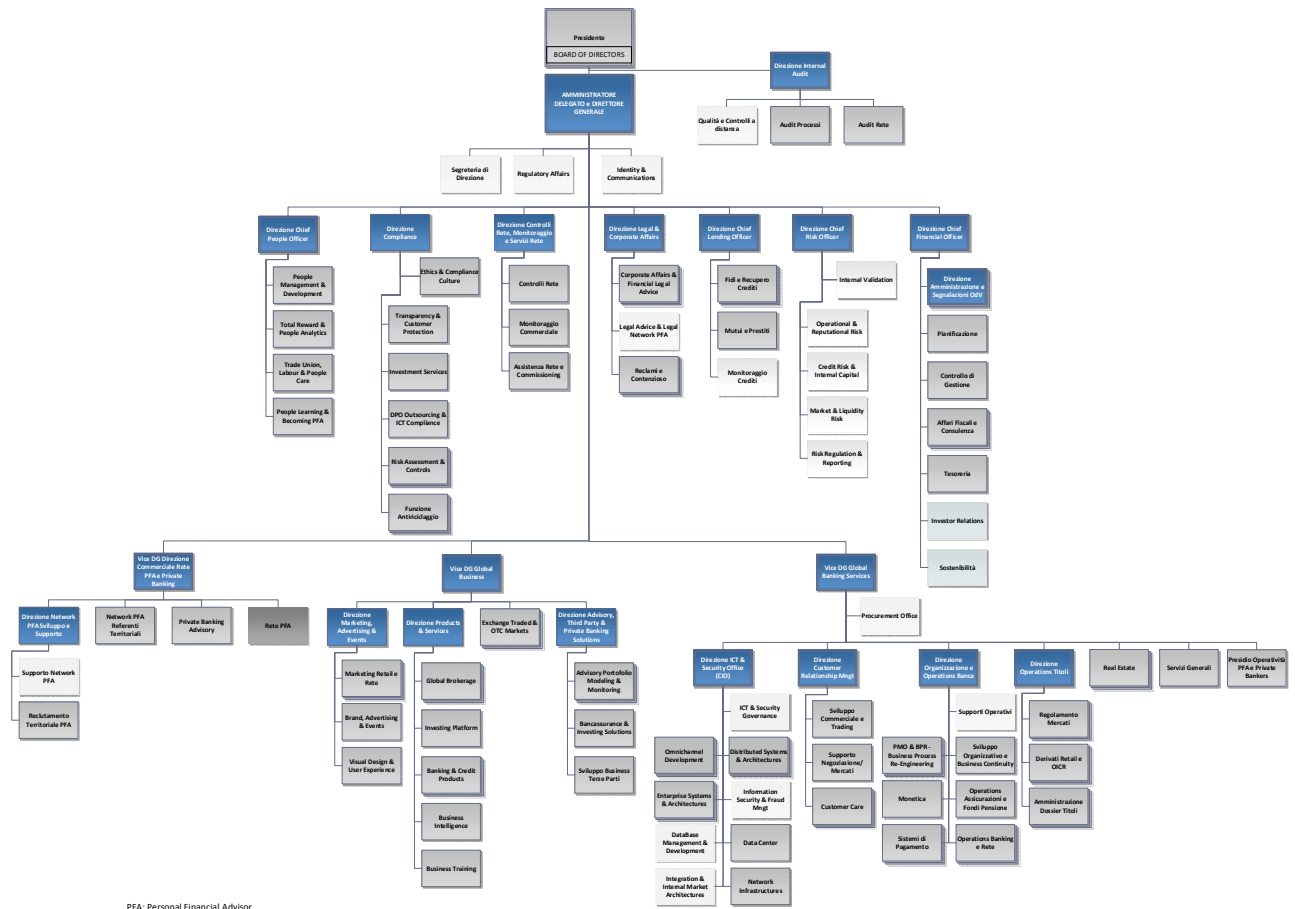 Presidente
BOARD OF DIRECTORS
Direzione Internal
Audit
AMMINISTRATORE
DELEGATO e DIRETTORE
GENERALE
Qualità e Controlli a
distanza
Audit Processi
Audit Rete
Segreteria di
Direzione
Regulatory Affairs
Identity &
Communications
Direzione Chief
People Officer
Direzione
Compliance
Direzione Controlli
Rete, Monitoraggio
e Servizi Rete
Direzione Legal &
Corporate Affairs
Direzione Chief
Lending Officer
Direzione Chief
Risk Officer
Direzione Chief
Financial Officer
People
Management &
Development
Total Reward &
People Analytics
Trade Union,
Labour & People
Care
People Learning &
Becoming PFA
Ethics & Compliance
Culture
Transparency &
Customer
Protection
Investment Services
DPO Outsourcing &
ICT Compliance
Risk Assessment &
Controls
Funzione
Antiriciclaggio
Controlli Rete
Monitoraggio
Commerciale
Assistenza Rete e
Commissioning
Corporate Affairs &
Financial Legal
Advice
Legal Advice & Legal
Network PFA
Reclami e
Contenzioso
Fidi e Recupero
Crediti
Mutui e Prestiti
Monitoraggio
Crediti
Internal Validation
Operational &
Reputational Risk
Credit Risk &
Internal Capital
Market & Liquidity
Risk
Risk Regulation &
Reporting
Direzione
Amministrazione e
Segnalazioni OdV
Pianificazione
Controllo di
Gestione
Affari Fiscali e
Consulenza
Tesoreria
Investor Relations
Sostenibilità
Vice DG Direzione
Commerciale Rete
PFA e Private
Banking
Vice DG Global
Business
Vice DG Global
Banking Services
Direzione Network
PFA Sviluppo e
Supporto
Network PFA
Referenti
Territoriali
Private Banking
Advisory
Rete PFA
Supporto Network
PFA
Reclutamento
Territoriale PFA
Direzione
Marketing,
Advertising &
Events
Direzione Products
& Services
Exchange Traded &
OTC Markets
Direzione Advisory,
Third Party &
Private Banking
Solutions
Marketing Retail e
Rete
Brand, Advertising
& Events
Visual Design &
User Experience
Global Brokerage
Investing Platform
Banking & Credit
Products
Business
Intelligence
Business Training
Advisory Portofolio
Modeling &
Monitoring
Bancassurance &
Investing Solutions
Sviluppo Business
Terze Parti
Procurement Office
Direzione ICT &
Security Office
(CIO)
Direzione
Customer
Relationship Mngt
Direzione
Organizzazione e
Operations Banca
Direzione
Operations Titoli
Real Estate
Servizi Generali
Presidio Operatività
PFA e Private
Bankers
ICT & Security
Governance
Omnichannel
Development
Distributed Systems
& Architectures
Enterprise Systems
& Architectures
Information
Security & Fraud
Mngt
DataBase
Management &
Development
Data Center
Integration &
Internal Market
Architectures
Network
Infrastructures
Sviluppo
Commerciale e
Trading
Supporto
Negoziazione/
Mercati
Customer Care
Supporti Operativi
PMO & BPR -
Business Process
Re-Engineering
Sviluppo
Organizzativo e
Business Continuity
Monetica
Operations
Assicurazioni e
Fondi Pensione
Sistemi di
Pagamento
Operations Banking
e Rete
Regolamento
Mercati
Derivati Retail e
OICR
Amministrazione
Dossier Titoli
PFA: Personal Financial Advisor